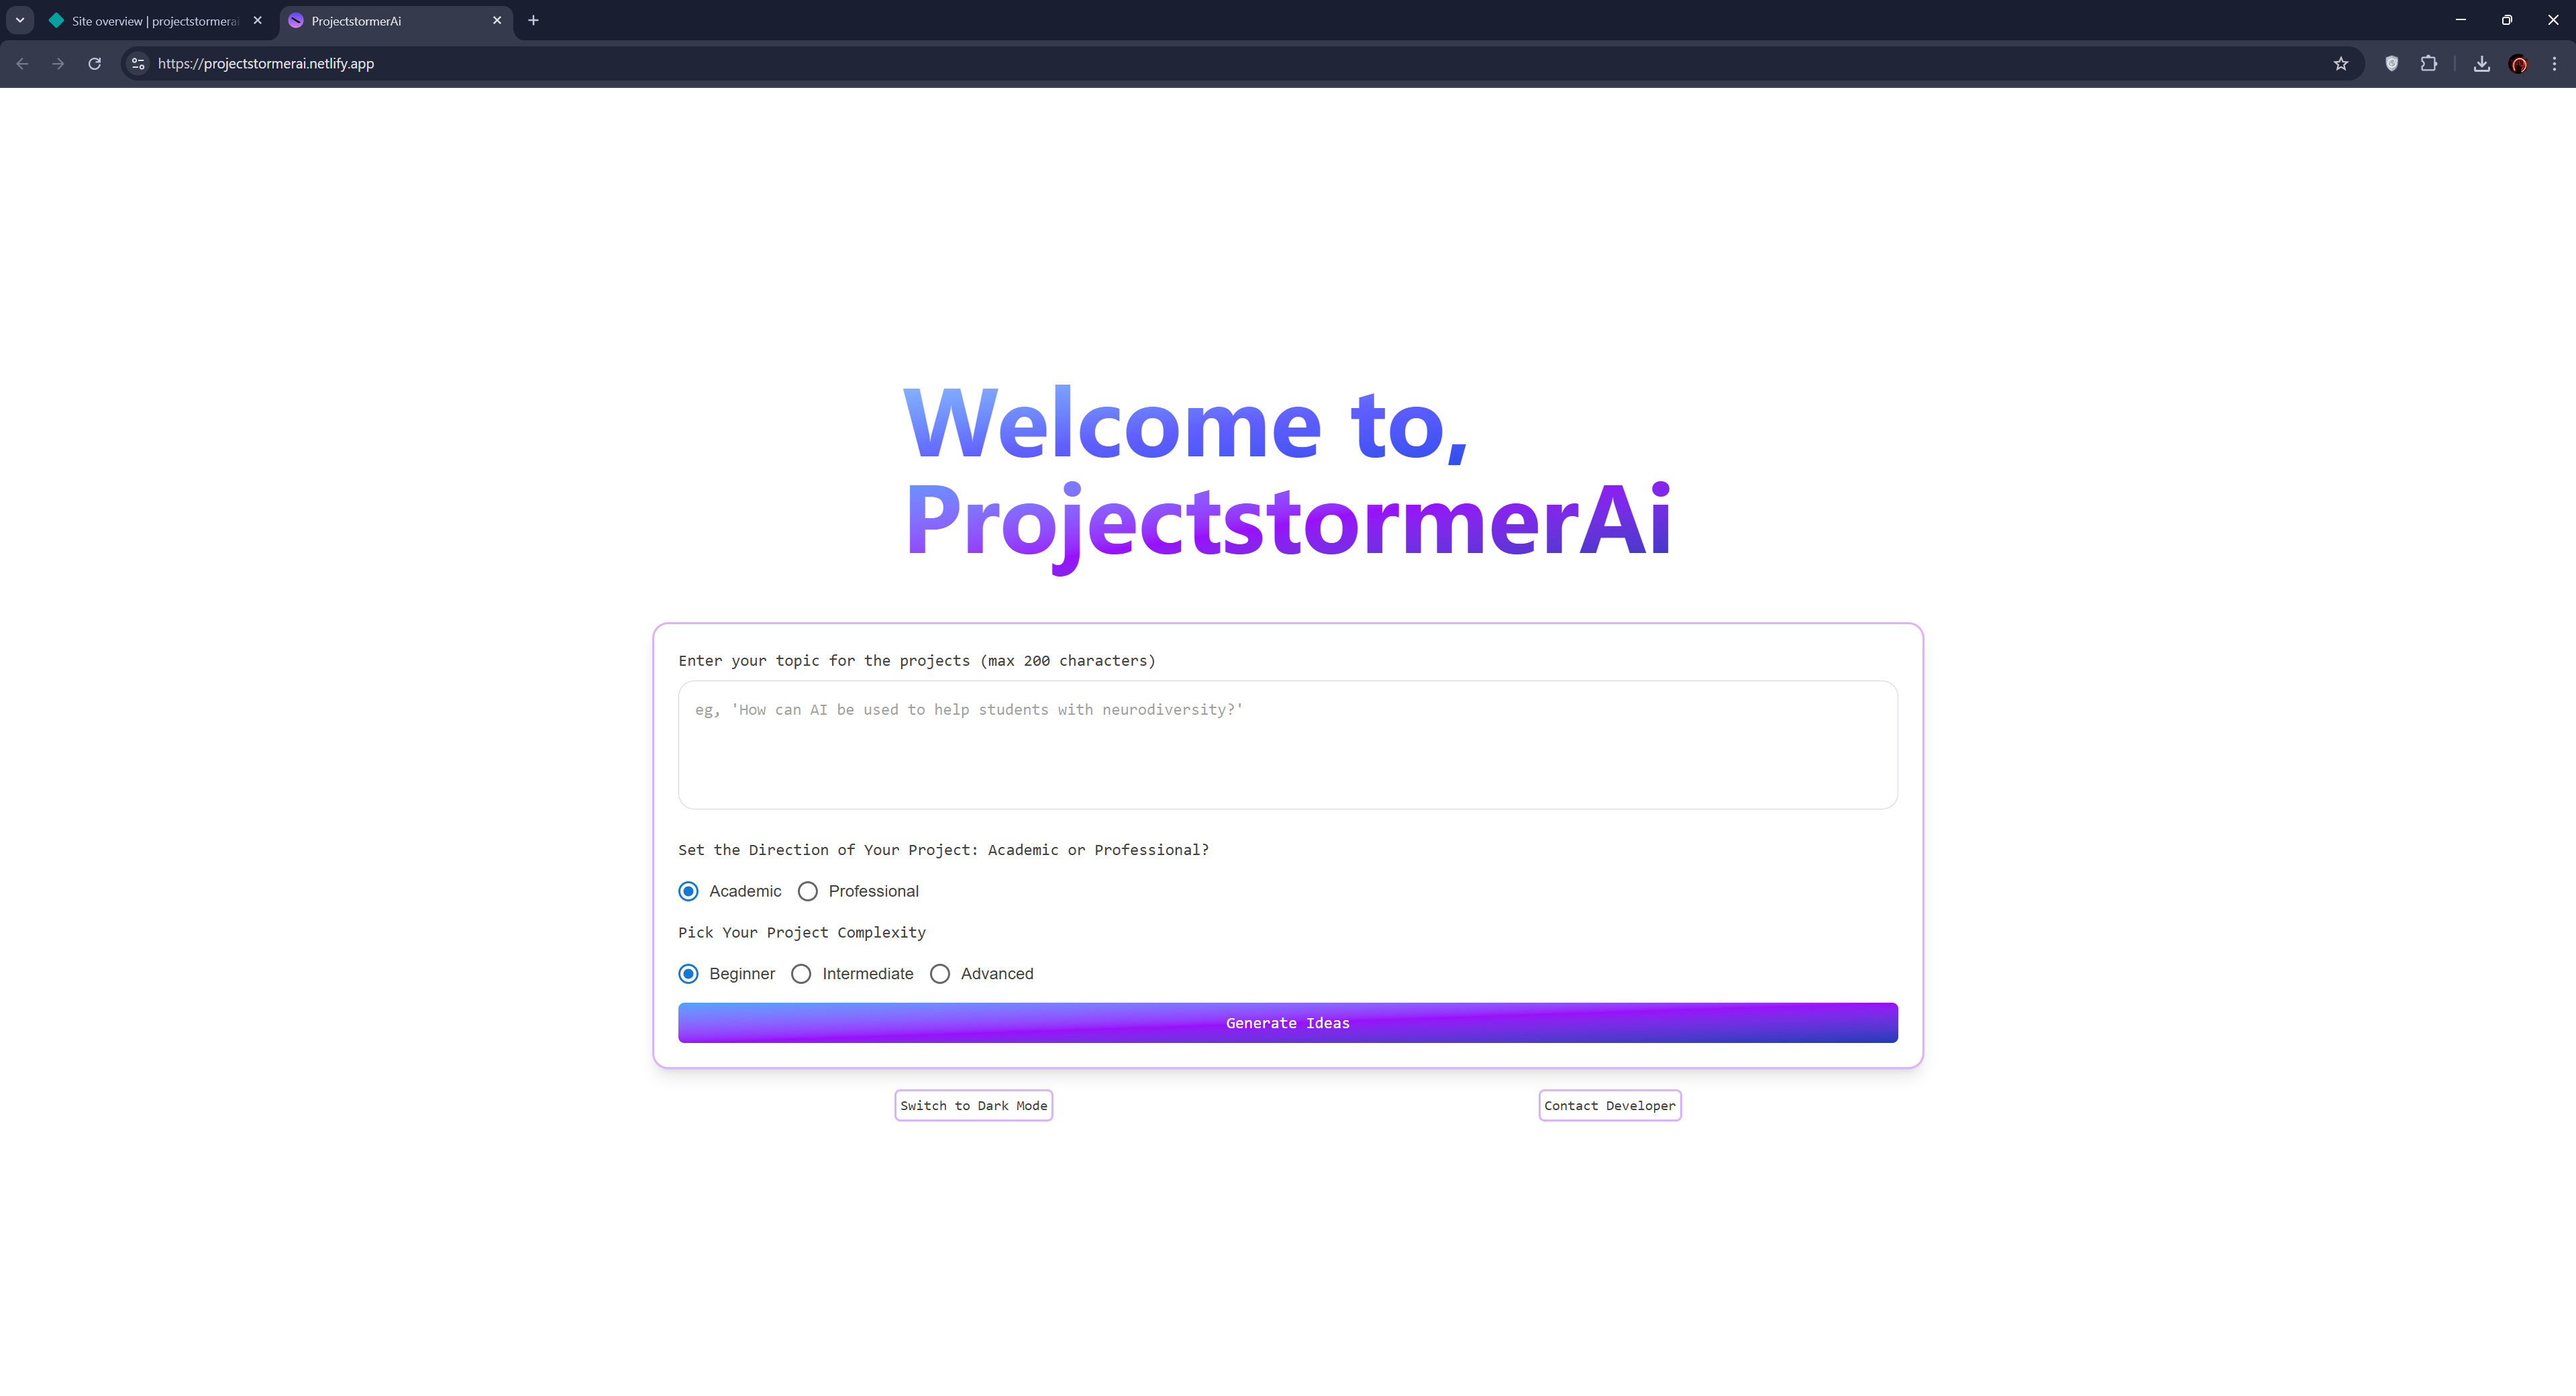 Site overview | projectstormerai
ProjectstormerAi
https://projectstormerai.netlify.app
Welcome to,
ProjectstormerAi
Enter your topic for the projects (max 200 characters)
eg, 'How can AI be used to help students with neurodiversity?'
Set the Direction of Your Project: Academic or Professional?
Academic Professional
Pick Your Project Complexity
Beginner Intermediate Advanced
Generate Ideas
Switch to Dark Mode
Contact Developer